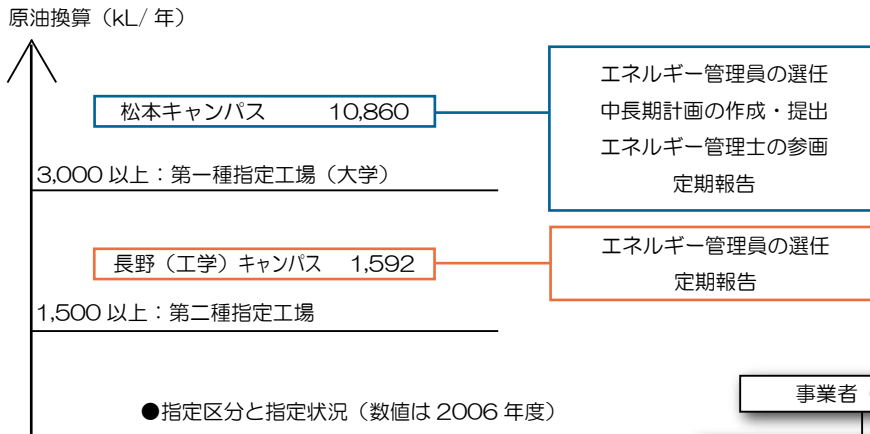 原油換算（kL/ 年）
松本キャンパス 10,860
エネルギー管理員の選任
中長期計画の作成・提出
エネルギー管理士の参画
定期報告
3,000 以上：第一種指定工場（大学）
長野（工学）キャンパス 1,592
エネルギー管理員の選任
定期報告
1,500 以上：第二種指定工場
●指定区分と指定状況（数値は 2006 年度）
事業者（